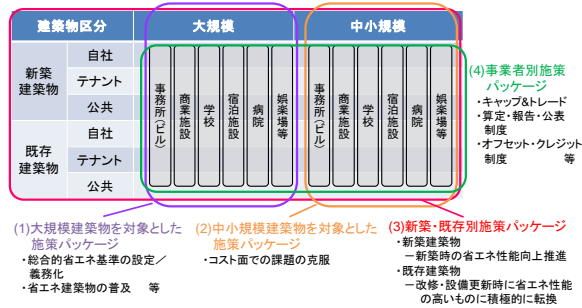 建築物区分
大規模
中小規模
新築
建築物
自社
テナント
公共
既存
建築物
自社
テナント
公共
事務所(ビル)
商業施設
学校
宿泊施設
病院
娯楽場等
事務所(ビル)
商業施設
学校
宿泊施設
病院
娯楽場等
(4)事業者別施策
パッケージ
・キャップ&トレード
・算定・報告・公表
制度
・オフセット・クレジット
制度 等
(1)大規模建築物を対象とした
施策パッケージ
・総合的省エネ基準の設定/
義務化
・省エネ建築物の普及 等
(2)中小規模建築物を対象とした
施策パッケージ
・コスト面での課題の克服
(3)新築・既存別施策パッケージ
・新築建築物
-新築時の省エネ性能向上推進
・既存建築物
-改修・設備更新時に省エネ性能
の高いものに積極的に転換